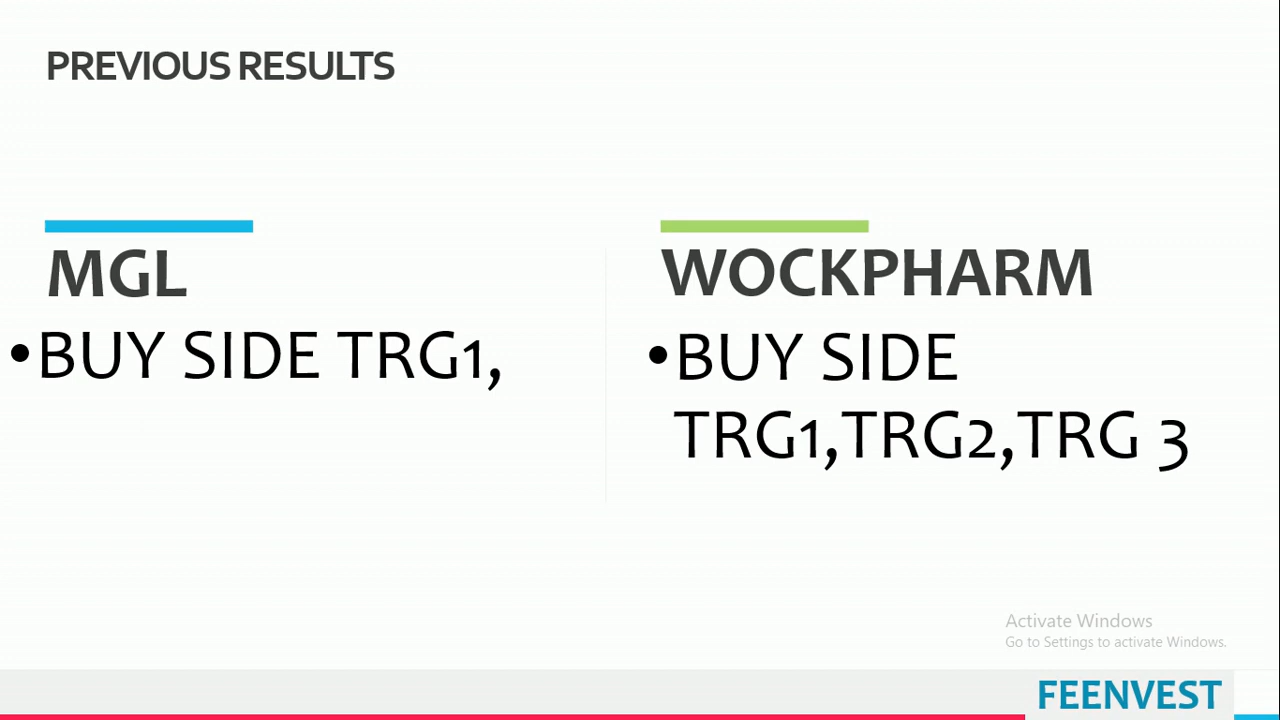 PREVIOUS RESULTS
MGL
•BUY SIDE TRG1,
WOCKPHARM
•BUY SIDE
TRG1,TRG2,TRG 3
Activate Windows
Go to Settings to activate Windows.
FEENVEST